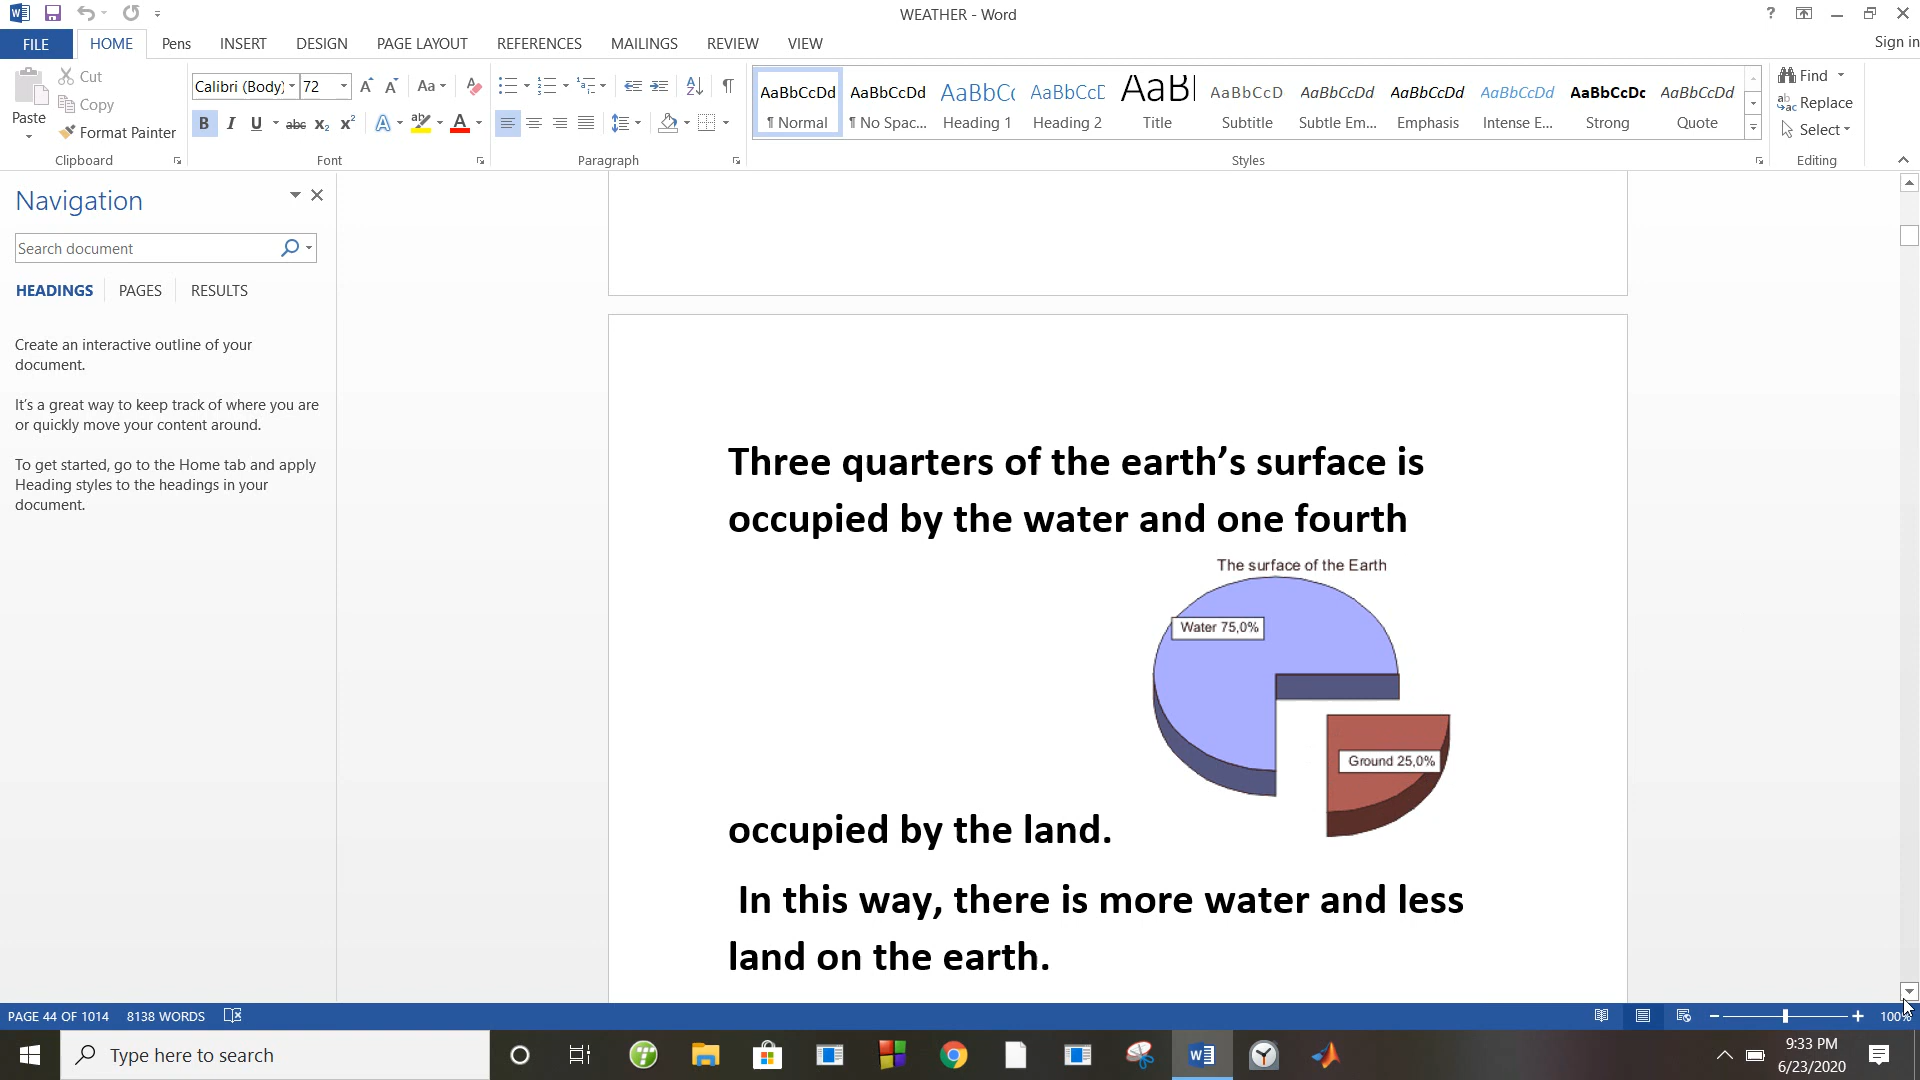 WEATHER - Word
?
FILE
HOME
Pens
INSERT
DESIGN
PAGE LAYOUT
REFERENCES
MAILINGS
REVIEW
VIEW
Sign in
Paste
Cut
Copy
Format Painter
Clipboard
Calibri (Body)
72
Aa
B I U abc x₂ x² A A
Font
Paragraph
AaBbCcDd
¶ Normal
AaBbCcDd
¶ No Spac...
AaBbCc
Heading 1
AaBbCcD
Heading 2
AaBl
Title
AaBbCcD
Subtitle
AaBbCcDd
Subtle Em...
AaBbCcDd
Emphasis
AaBbCcDd
Intense E...
AaBbCcDc
Strong
AaBbCcDd
Quote
Styles
Find
Replace
Select
Editing
Navigation
Search document
HEADINGS
PAGES
RESULTS
Create an interactive outline of your
document.
It's a great way to keep track of where you are
or quickly move your content around.
To get started, go to the Home tab and apply
Heading styles to the headings in your
document.
Three quarters of the earth’s surface is
occupied by the water and one fourth
The surface of the Earth
Water 75,0%
Ground 25,0%
occupied by the land.
In this way, there is more water and less
land on the earth.
PAGE 44 OF 1014
8138 WORDS
100%
Type here to search
9:33 PM
6/23/2020